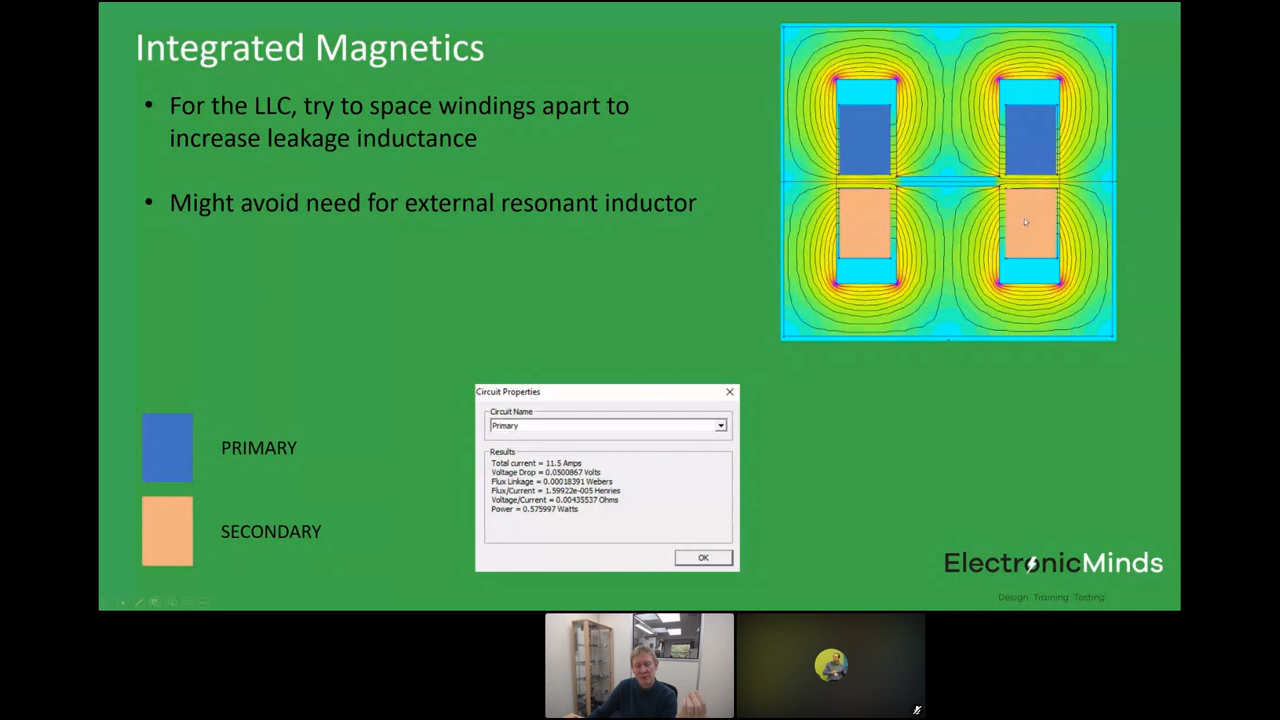 Integrated Magnetics
• For the LLC, try to space windings apart to
increase leakage inductance
• Might avoid need for external resonant inductor
PRIMARY
SECONDARY
Circuit Properties
Circuit Name
Primary
Results
Total current = 11.5 Amps
Voltage Drop = 0.0500867 Volts
Flux Linkage = 0.00018391 Webers
Flux/Current = 1.59922e-005 Henries
Voltage/Current = 0.00435537 Ohms
Power = 0.575997 Watts
OK
ElectronicMinds
Design Training Testing